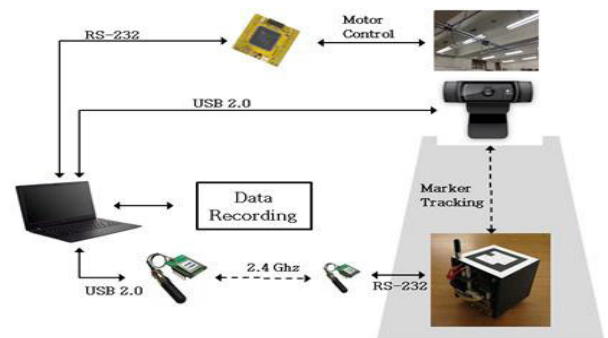 RS-232
Motor
Control
USB 2.0
Marker
Tracking
Data
Recording
2.4 Ghz
USB 2.0
RS-232